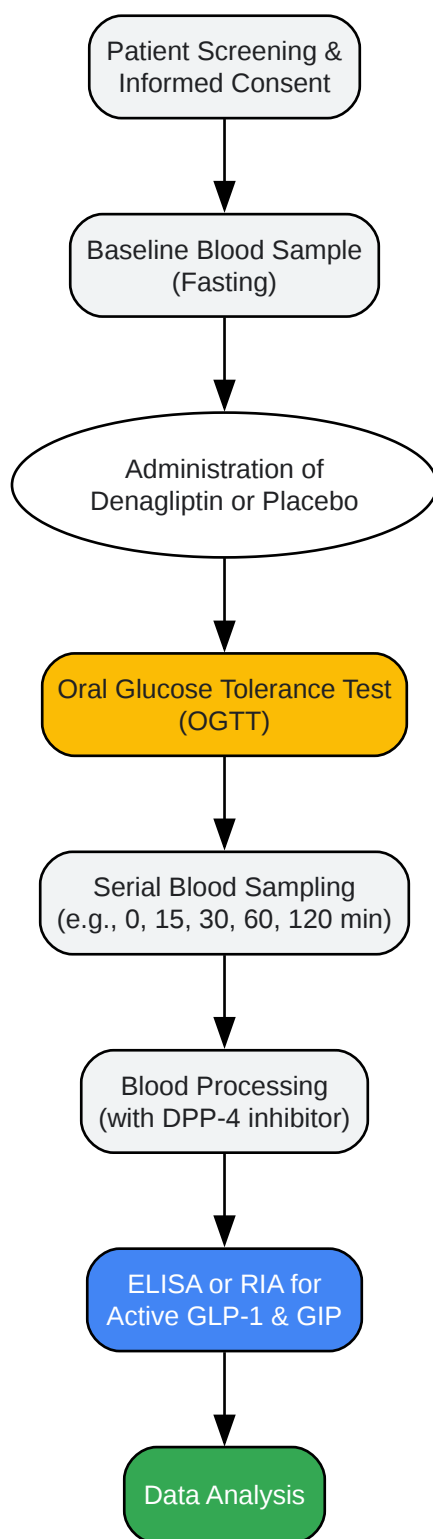 Patient Screening &
Informed Consent
Baseline Blood Sample
(Fasting)
Administration of
Denagliptin or Placebo
Oral Glucose Tolerance Test
(OGTT)
Serial Blood Sampling
(e.g., 0, 15, 30, 60, 120 min)
Blood Processing
(with DPP-4 inhibitor)
ELISA or RIA for
Active GLP-1 & GIP
Data Analysis